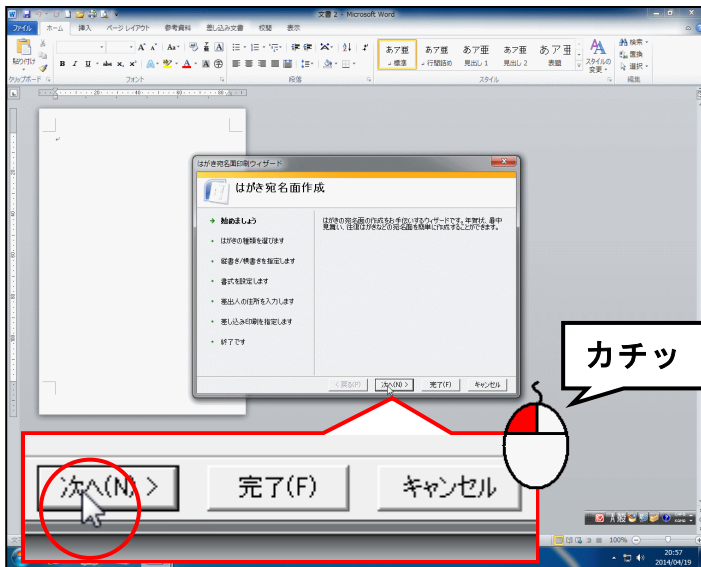 文書 2 - Microsoft Word
ファイル ホーム 挿入 ページ レイアウト 参考資料 差し込み文書 校閲 表示
貼り付け
クリップボード フォント 段落 スタイル 編集
あア亜 あア亜 あア亜 あア亜 あア亜
標準 行間詰め 見出し 1 見出し 2 表題
スタイルの変更
検索
置換
選択
はがき宛名面印刷ウィザード
はがき宛名面作成
始めましょう
はがきの種類を選びます
縦書き/横書きを指定します
書式を設定します
差出人の住所を入力します
差し込み印刷を指定します
終了です
はがきの宛名面の作成をお手伝いするウィザードです。年賀状、暑中
見舞い、往復はがきなどの宛名面を簡単に作成することができます。
< 戻る(P) 次へ(N) > 完了(F) キャンセル
カチッ
次へ(N) > 完了(F) キャンセル
A 般
100%
20:57
2014/04/19